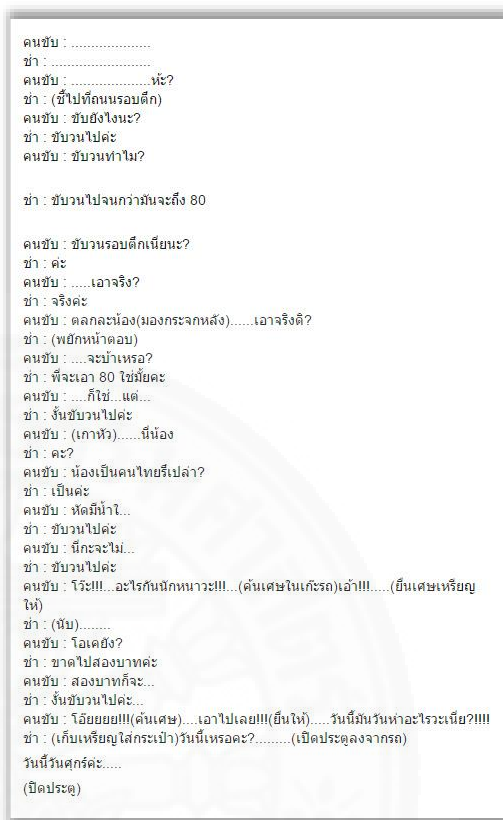 คนขับ : .....................
ช่า : ..........................
คนขับ : .....................ห๊ะ?
ช่า : (ชี้ไปที่ถนนรอบตึก)
คนขับ : ขับยังไงนะ?
ช่า : ขับวนไปค่ะ
คนขับ : ขับวนทำไม?
ช่า : ขับวนไปจนกว่ามันจะถึง 80
คนขับ : ขับวนรอบตึกเนี่ยนะ?
ช่า : ค่ะ
คนขับ : .....เอาจริง?
ช่า : จริงค่ะ
คนขับ : ตลกละน้อง(มองกระจกหลัง)......เอาจริงดิ?
ช่า : (พยักหน้าตอบ)
คนขับ : ....จะบ้าเหรอ?
ช่า : พี่จะเอา 80 ใช่มั้ยคะ
คนขับ : ....ก็ใช่...แต่...
ช่า : งั้นขับวนไปค่ะ
คนขับ : (เกาหัว)......นี่น้อง
ช่า : คะ?
คนขับ : น้องเป็นคนไทยรึเปล่า?
ช่า : เป็นค่ะ
คนขับ : หัดมีน้ำใ...
ช่า : ขับวนไปค่ะ
คนขับ : นี่กะจะไม่...
ช่า : ขับวนไปค่ะ
คนขับ : โว๊ะ!!!...อะไรกันนักหนาวะ!!!...(ค้นเศษในเก๊ะรถ)เอ้า!!!.....(ยื่นเศษเหรียญ
ให้)
ช่า : (นับ)........
คนขับ : โอเคยัง?
ช่า : ขาดไปสองบาทค่ะ
คนขับ : สองบาทก็จะ...
ช่า : งั้นขับวนไปค่ะ...
คนขับ : โอ๊ยยยย!!!(ค้นเศษ)....เอาไปเลย!!!(ยื่นให้).....วันนี้มันวันห่าอะไรวะเนี่ย?!!!!
ช่า : (เก็บเหรียญใส่กระเป๋า)วันนี้เหรอคะ?.........(เปิดประตูลงจากรถ)
วันนี้วันศุกร์ค่ะ.....
(ปิดประตู)